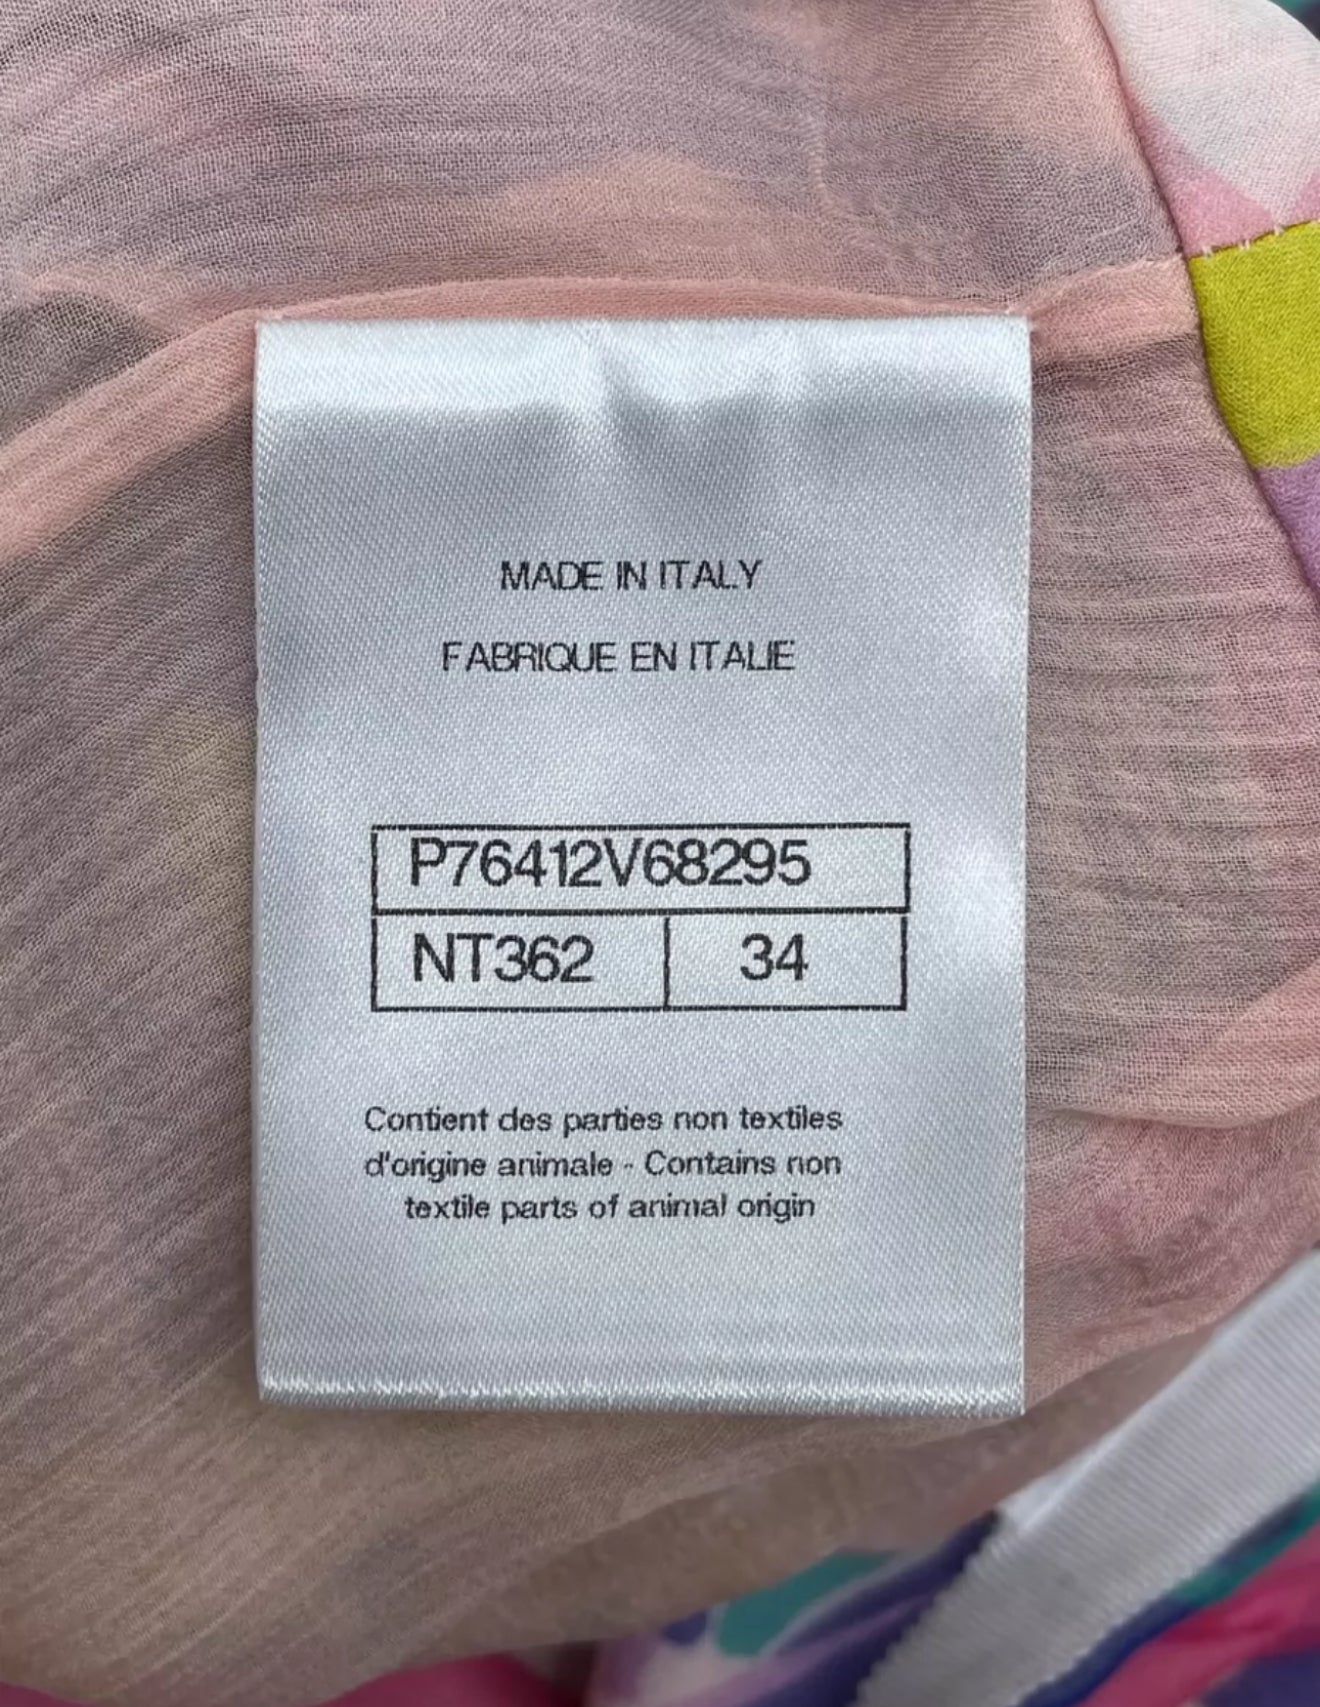 MADE IN ITALY
FABRIQUE EN ITALIE
P76412V68295
NT362 34
Contient des parties non textiles
d'origine animale - Contains non
textile parts of animal origin